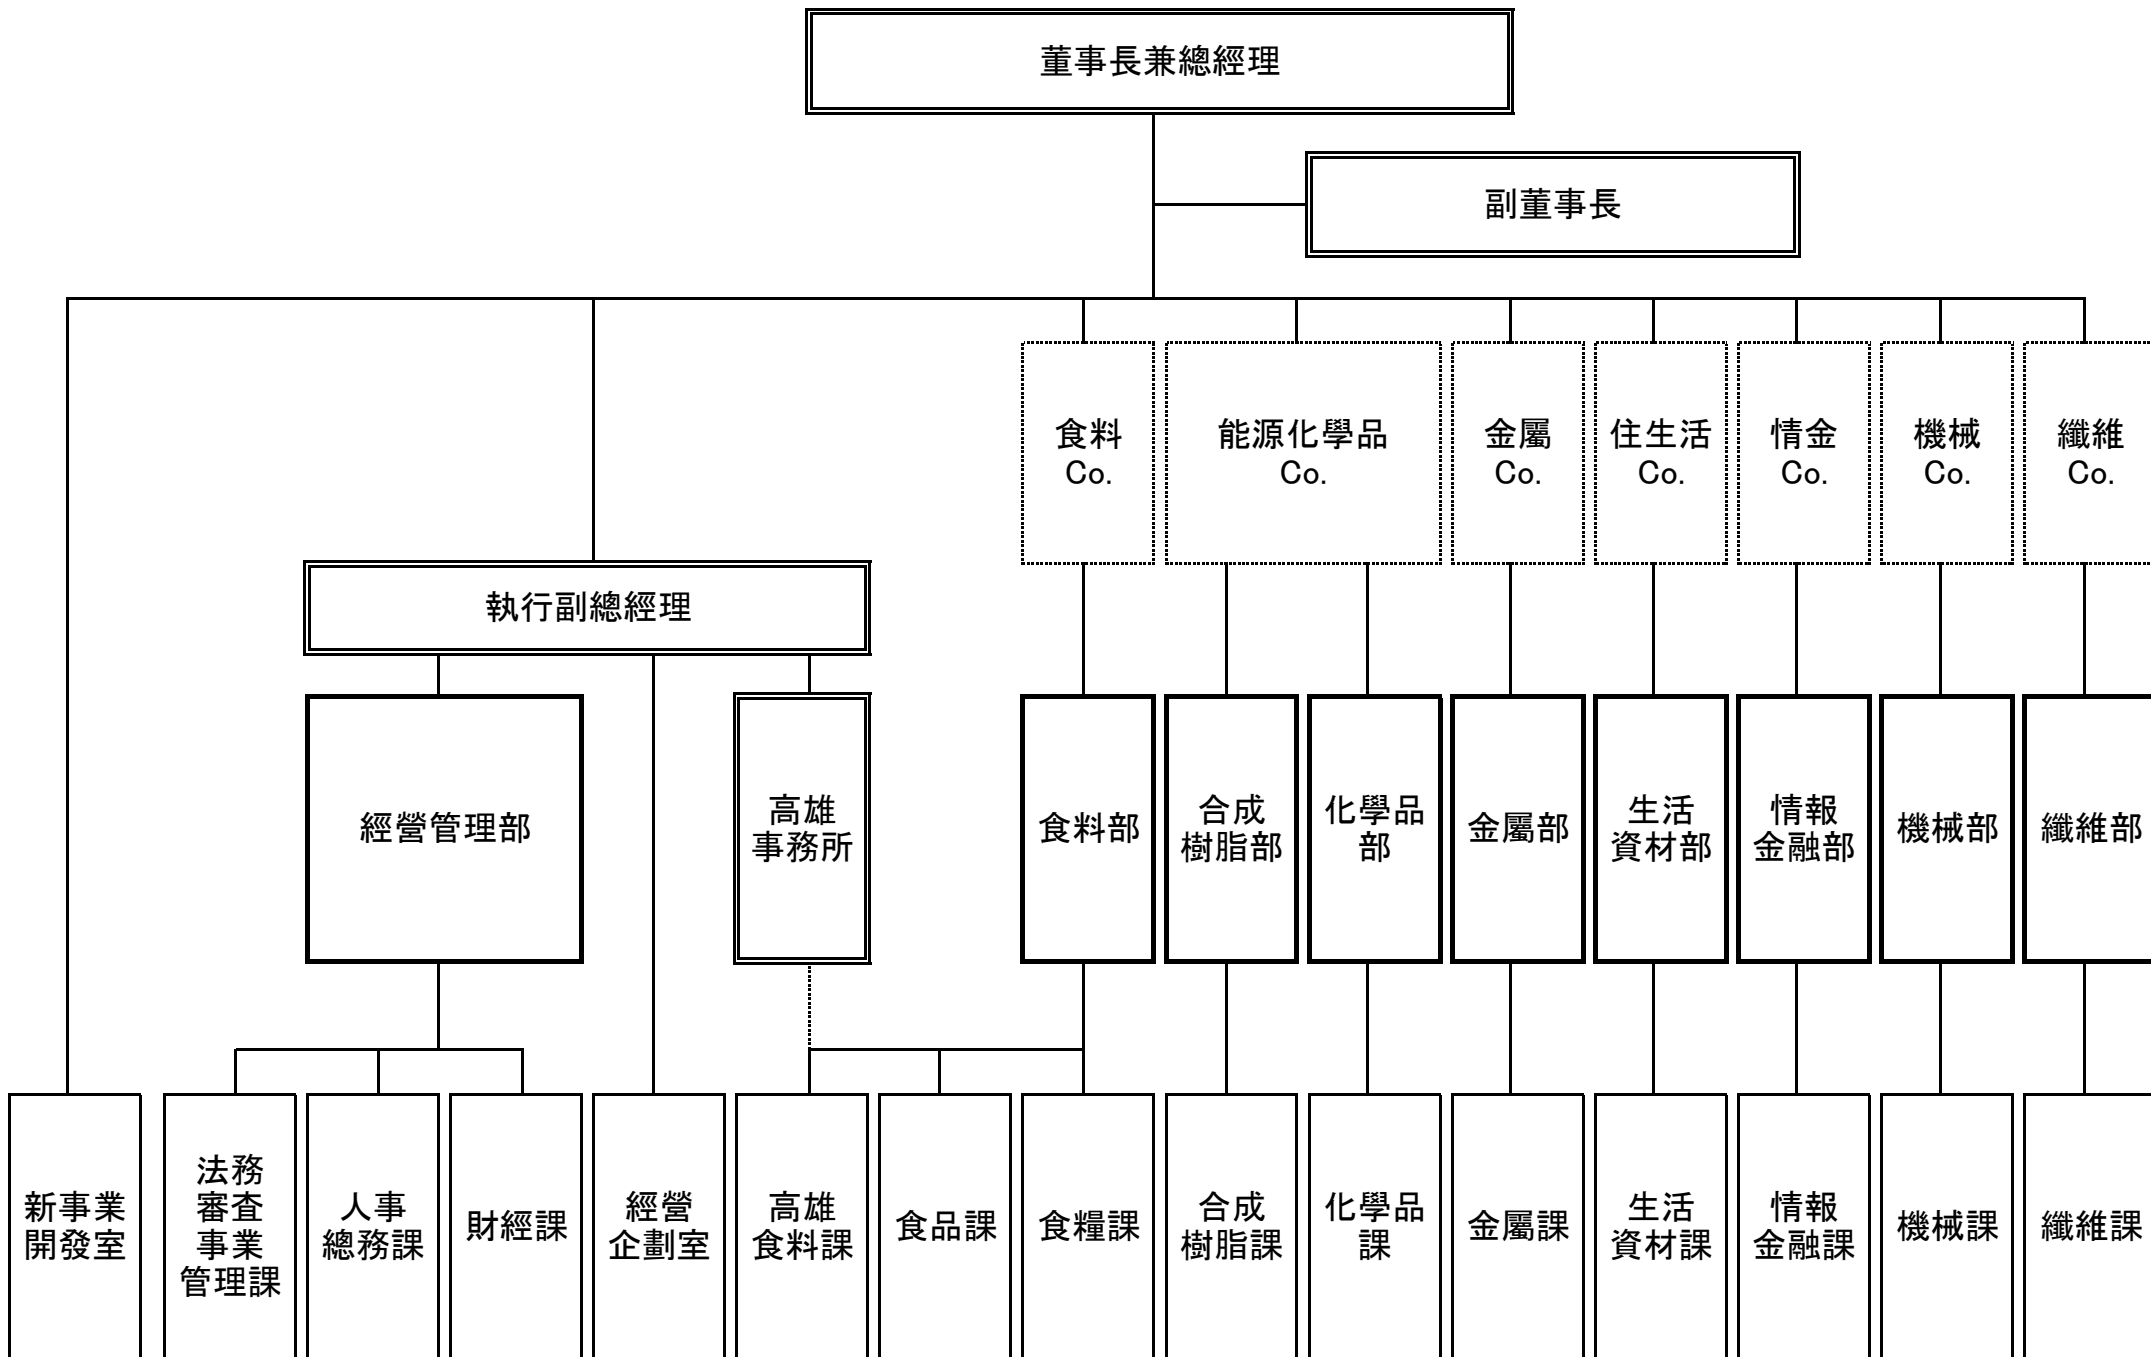 董事長兼總經理
副董事長
食料
Co.
能源化學品
Co.
金屬
Co.
住生活
Co.
情金
Co.
機械
Co.
纖維
Co.
執行副總經理
經營管理部
高雄
事務所
食料部
合成
樹脂部
化學品
部
金屬部
生活
資材部
情報
金融部
機械部
纖維部
新事業
開發室
法務
審查
事業
管理課
人事
總務課
財經課
經營
企劃室
高雄
食料課
食品課
食糧課
合成
樹脂課
化學品
課
金屬課
生活
資材課
情報
金融課
機械課
纖維課